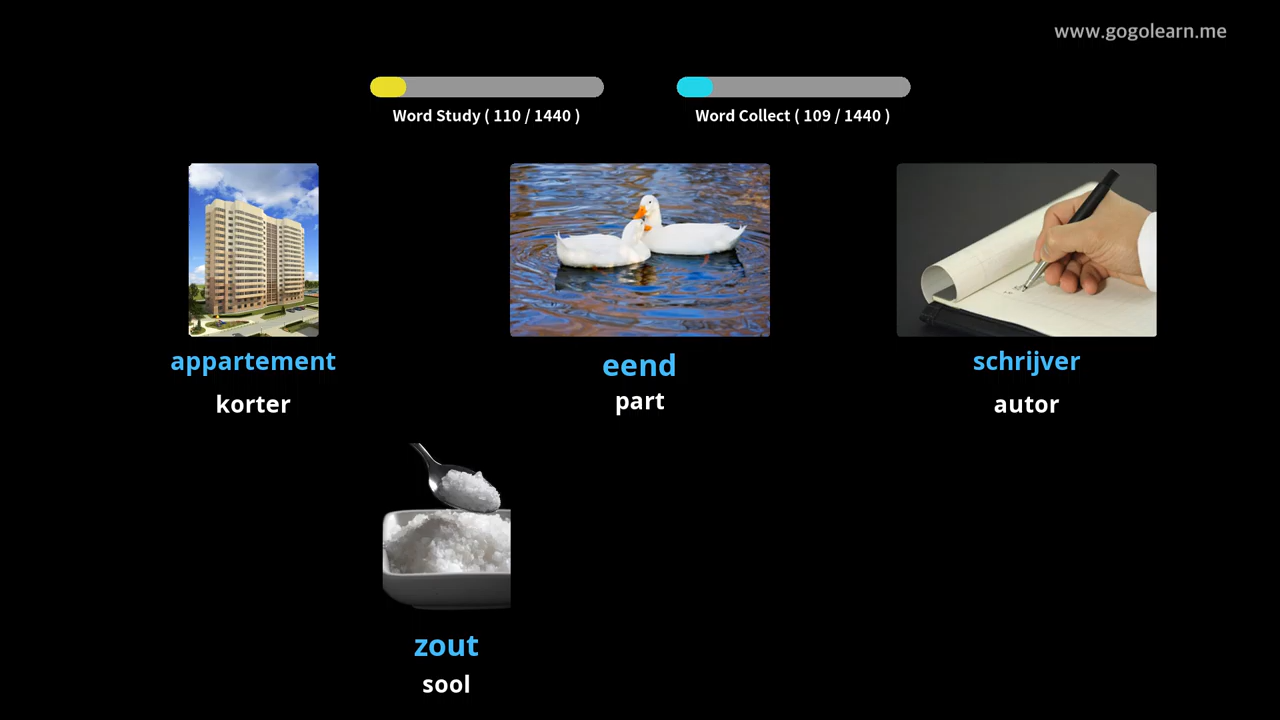 www.gogolearn.me
Word Study ( 110 / 1440 )
Word Collect ( 109 / 1440 )
appartement
korter
eend
part
schrijver
autor
zout
sool